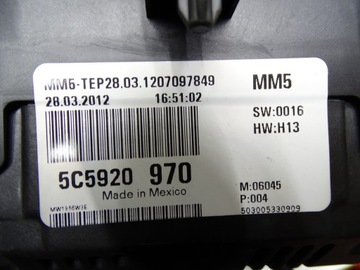 MM5-TEP28.03.1207097849 MM5
28.03.2012 16:51:02
SW:0016
HW:H13
5C5920 970
Made in Mexico
M:06045
P:004
503005330909